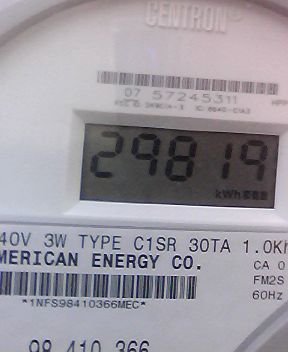 CENTRON®
07 57245311
29819
kWh
40V 3W TYPE C1SR 30TA 1.0Kh
MERICAN ENERGY CO.
CA 0
FM2S
60Hz
*1NFS98410366MEC*
98 410 366